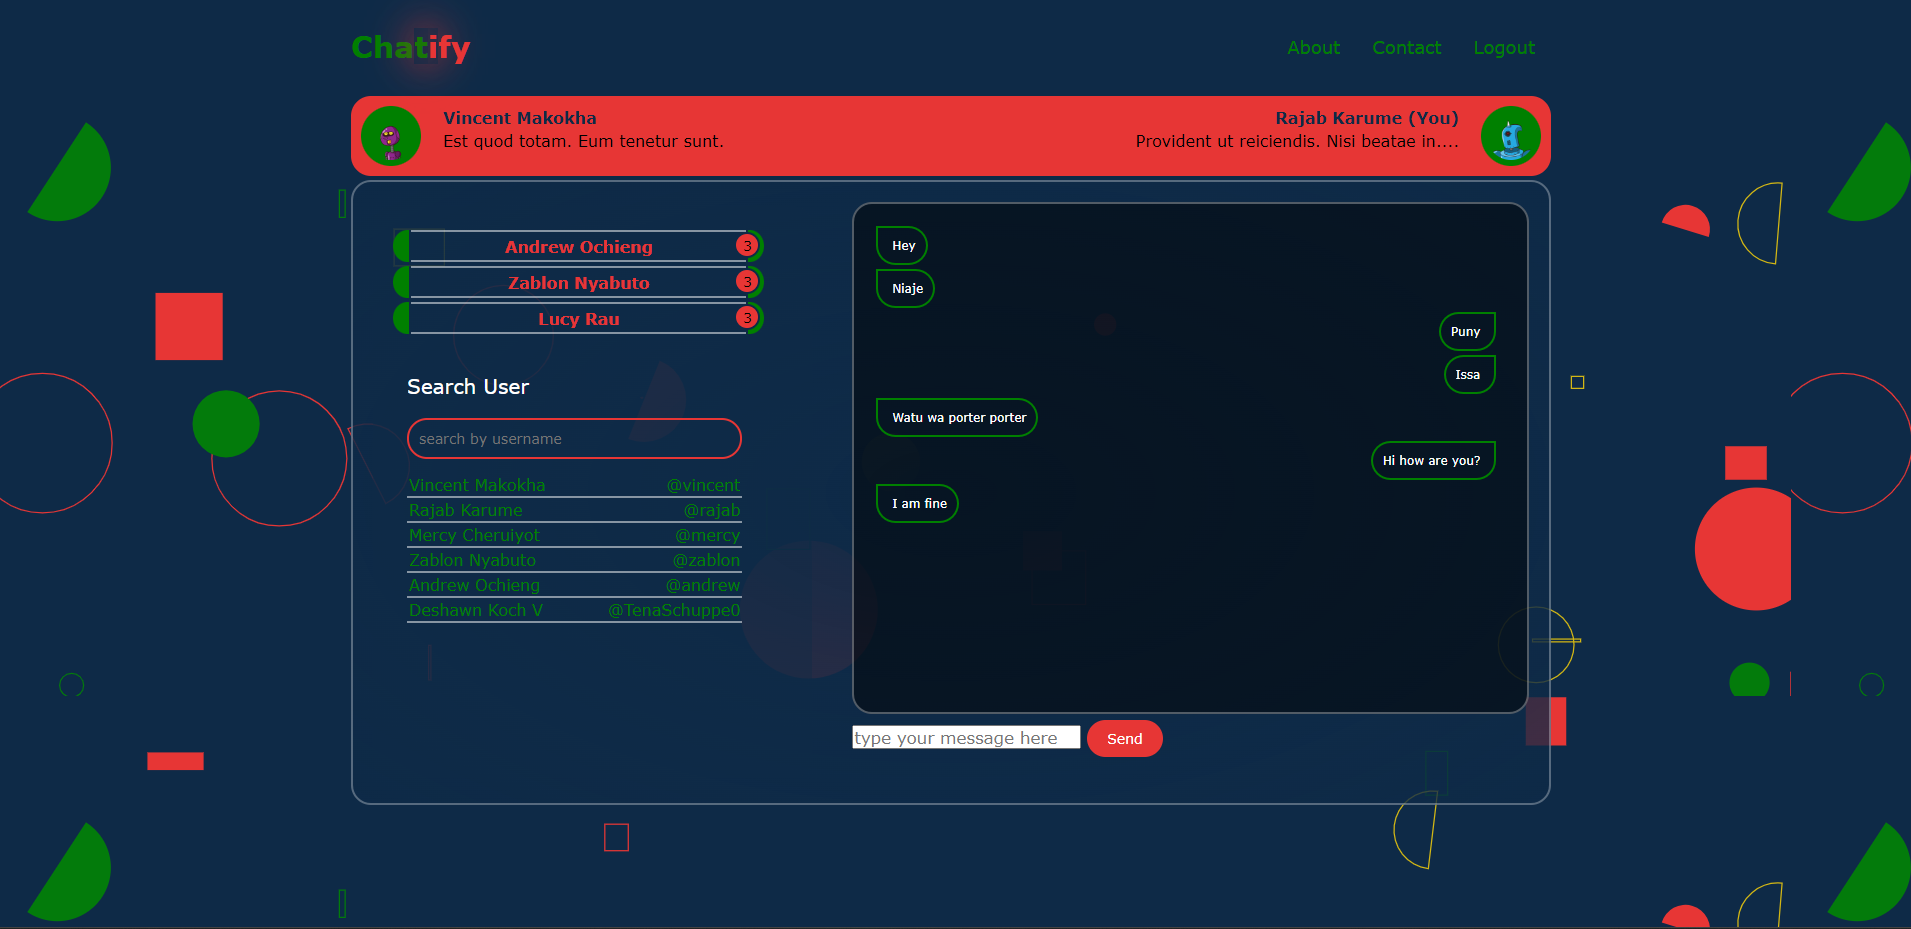 Chatify
About Contact Logout
Vincent Makokha
Est quod totam. Eum tenetur sunt.
Rajab Karume (You)
Provident ut reiciendis. Nisi beatae in....
Andrew Ochieng 3
Zablon Nyabuto 3
Lucy Rau 3
Search User
search by username
Vincent Makokha @vincent
Rajab Karume @rajab
Mercy Cheruiyot @mercy
Zablon Nyabuto @zablon
Andrew Ochieng @andrew
Deshawn Koch V @TenaSchuppe0
Hey
Niaje
Puny
Issa
Watu wa porter porter
Hi how are you?
I am fine
type your message here
Send